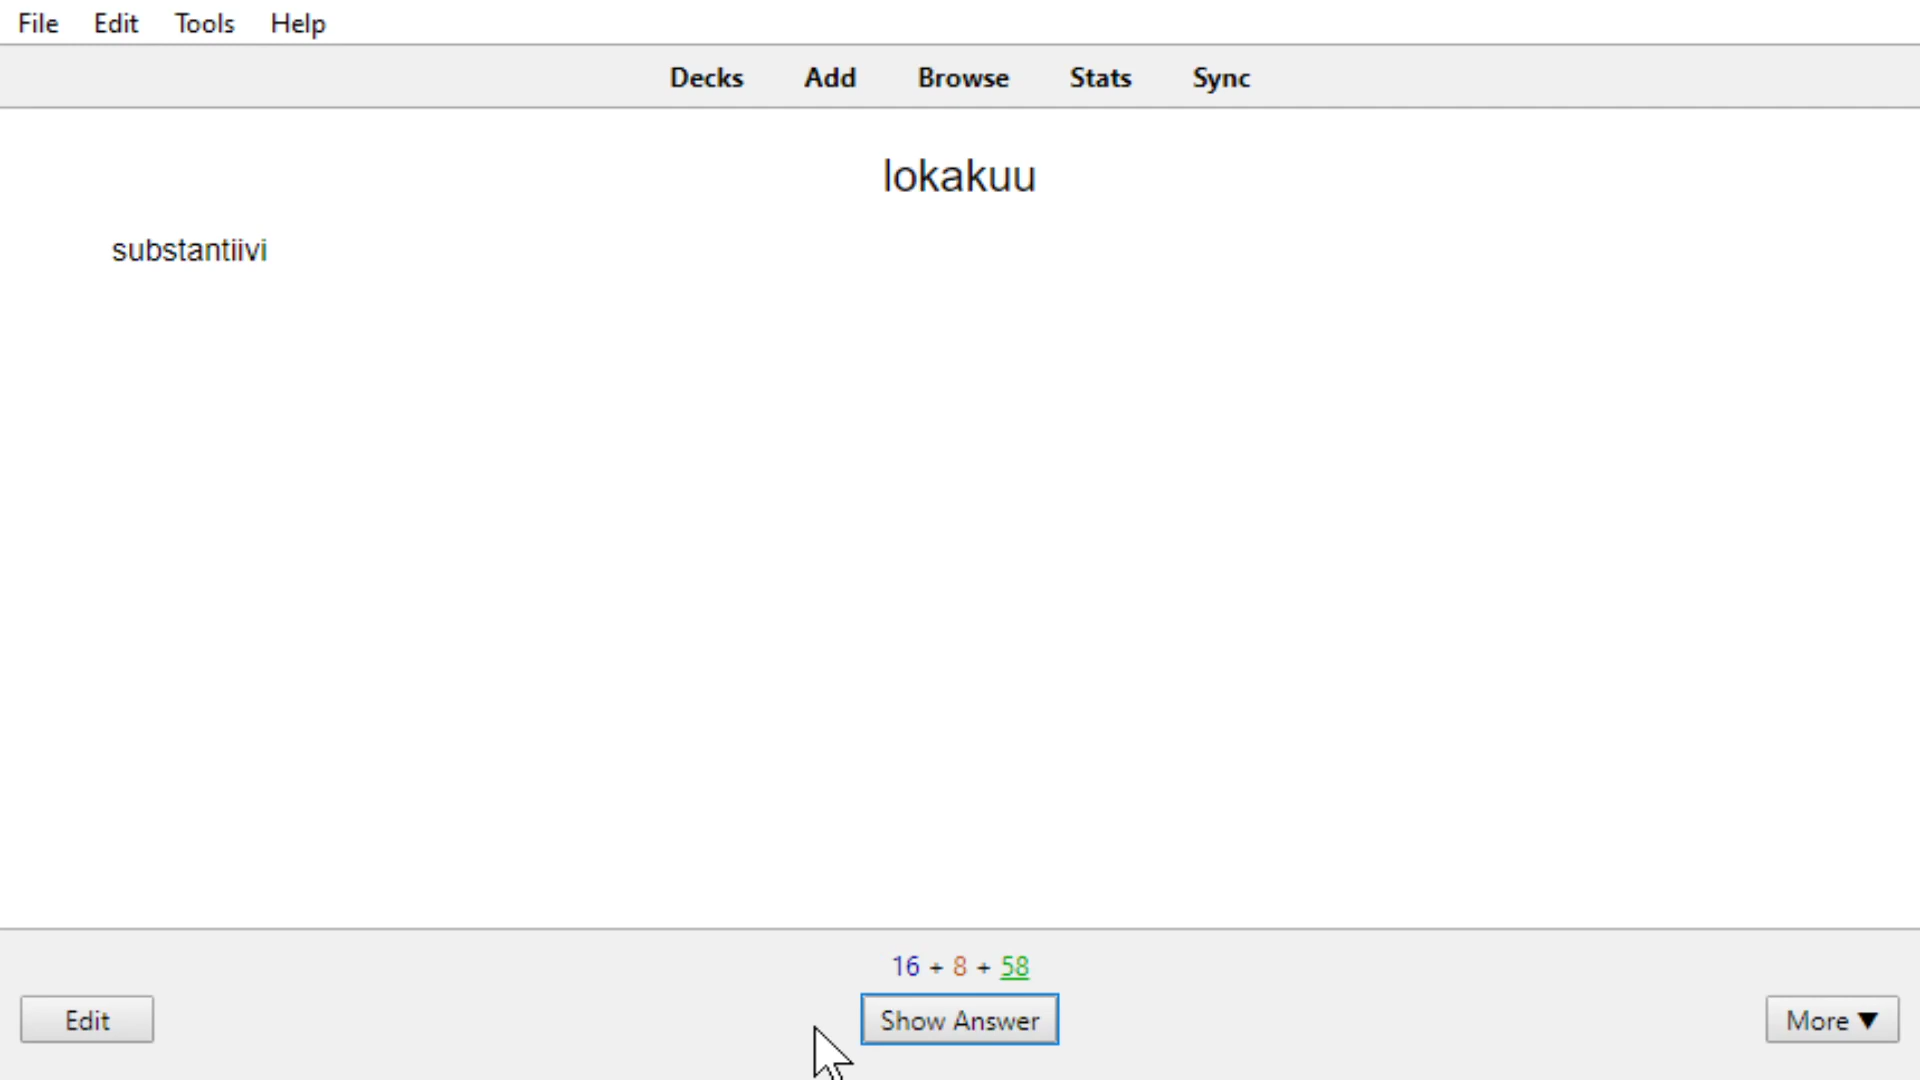 File Edit Tools Help
Decks Add Browse Stats Sync
lokakuu
substantiivi
16 + 8 + 58
Edit Show Answer More ▼